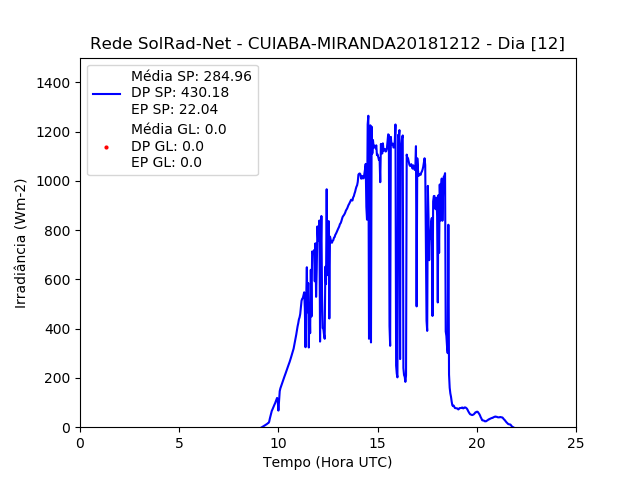 Rede SolRad-Net - CUIABA-MIRANDA20181212 - Dia [12]
Média SP: 284.96
DP SP: 430.18
EP SP: 22.04
Média GL: 0.0
DP GL: 0.0
EP GL: 0.0
1400
1200
1000
800
600
400
200
0
Irradiância (Wm-2)
0 5 10 15 20 25
Tempo (Hora UTC)